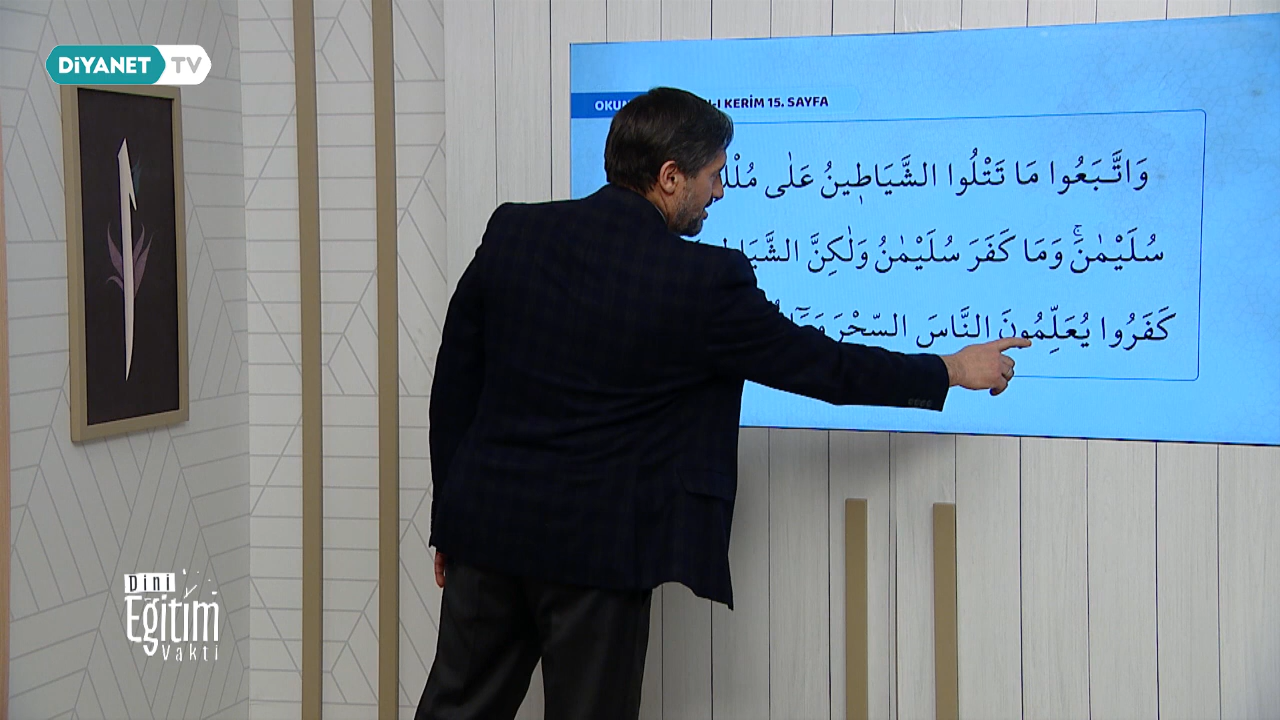 DİYANET TV
OKUN -I KERİM 15. SAYFA
وَاتَّبَعُوا مَا تَتْلُوا الشَّيَاط۪ينُ عَلٰى
سُلَيْمٰنَۚ وَمَا كَفَرَ سُلَيْمٰنُ وَلٰكِنَّ
كَفَرُوا يُعَلِّمُونَ النَّاسَ السِّحْرَ
Dini
Eğitim
Vakti